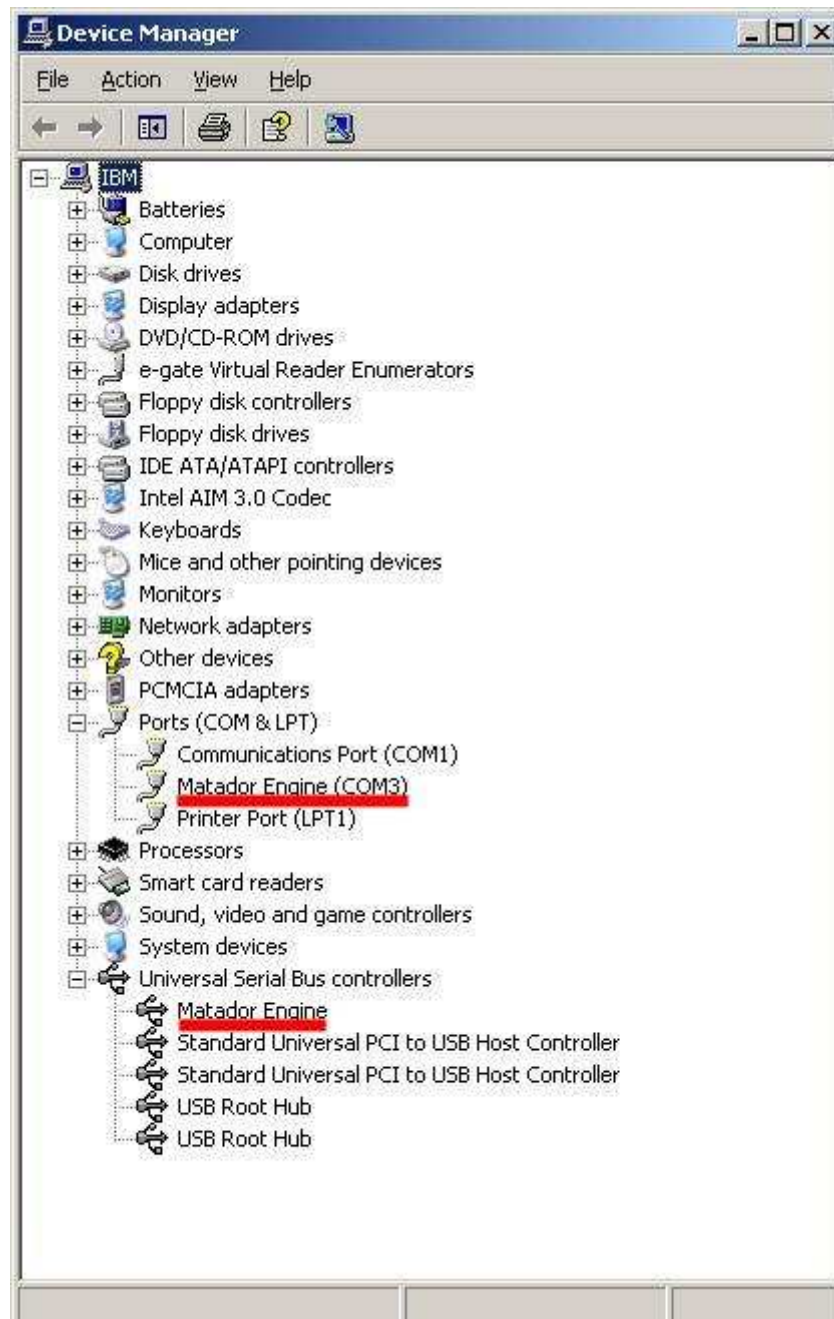 Device Manager
File Action View Help
IBM
Batteries
Computer
Disk drives
Display adapters
DVD/CD-ROM drives
e-gate Virtual Reader Enumerators
Floppy disk controllers
Floppy disk drives
IDE ATA/ATAPI controllers
Intel AIM 3.0 Codec
Keyboards
Mice and other pointing devices
Monitors
Network adapters
Other devices
PCMCIA adapters
Ports (COM & LPT)
Communications Port (COM1)
Matador Engine (COM3)
Printer Port (LPT1)
Processors
Smart card readers
Sound, video and game controllers
System devices
Universal Serial Bus controllers
Matador Engine
Standard Universal PCI to USB Host Controller
Standard Universal PCI to USB Host Controller
USB Root Hub
USB Root Hub